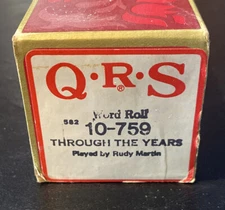 Q·R·S
®
Word Roll
582
10-759
THROUGH THE YEARS
Played by Rudy Martin